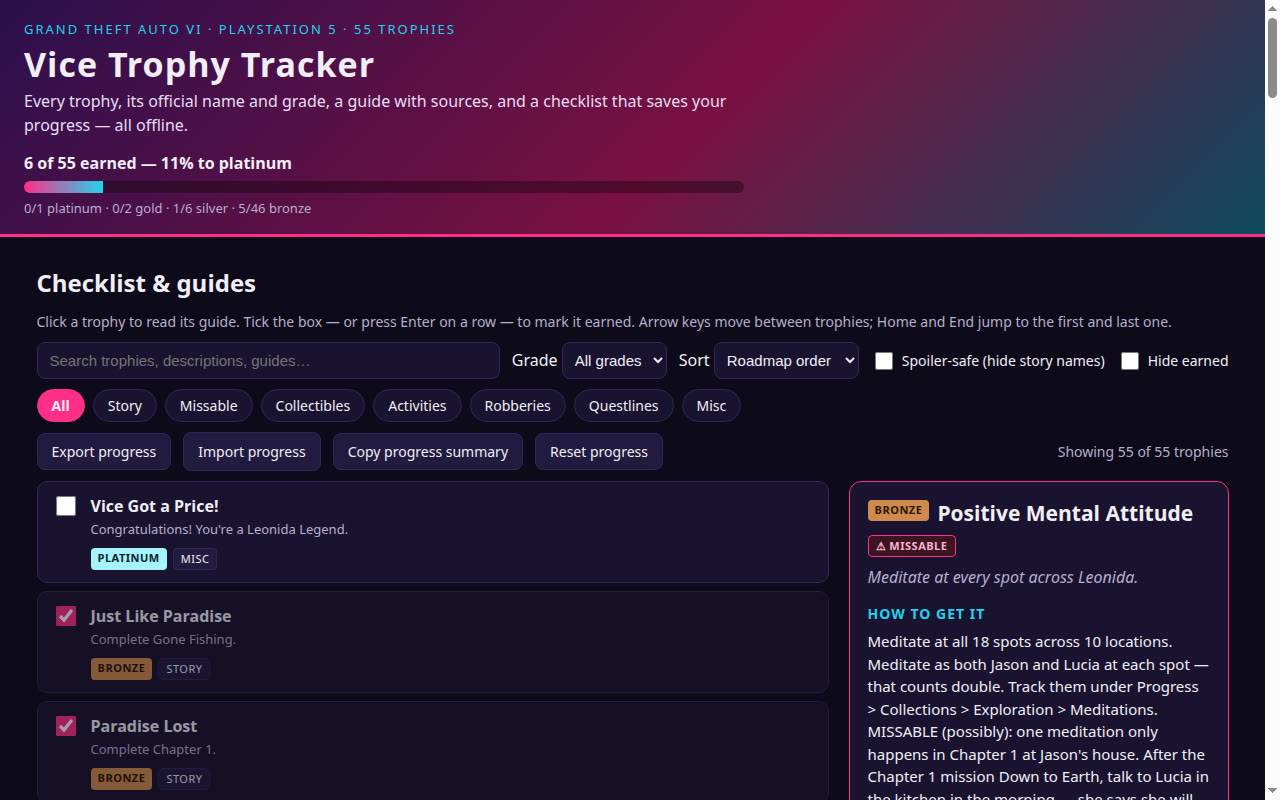 GRAND THEFT AUTO VI · PLAYSTATION 5 · 55 TROPHIES
Vice Trophy Tracker
Every trophy, its official name and grade, a guide with sources, and a checklist that saves your
progress — all offline.
6 of 55 earned — 11% to platinum
0/1 platinum · 0/2 gold · 1/6 silver · 5/46 bronze
Checklist & guides
Click a trophy to read its guide. Tick the box — or press Enter on a row — to mark it earned. Arrow keys move between trophies; Home and End jump to the first and last one.
Search trophies, descriptions, guides… Grade All grades Sort Roadmap order Spoiler-safe (hide story names) Hide earned
All Story Missable Collectibles Activities Robberies Questlines Misc
Export progress Import progress Copy progress summary Reset progress Showing 55 of 55 trophies
Vice Got a Price!
Congratulations! You're a Leonida Legend.
PLATINUM MISC
Just Like Paradise
Complete Gone Fishing.
BRONZE STORY
Paradise Lost
Complete Chapter 1.
BRONZE STORY
BRONZE Positive Mental Attitude
⚠ MISSABLE
Meditate at every spot across Leonida.
HOW TO GET IT
Meditate at all 18 spots across 10 locations.
Meditate as both Jason and Lucia at each spot —
that counts double. Track them under Progress
> Collections > Exploration > Meditations.
MISSABLE (possibly): one meditation only
happens in Chapter 1 at Jason's house. After the
Chapter 1 mission Down to Earth, talk to Lucia in
the kitchen in the morning — she says she will